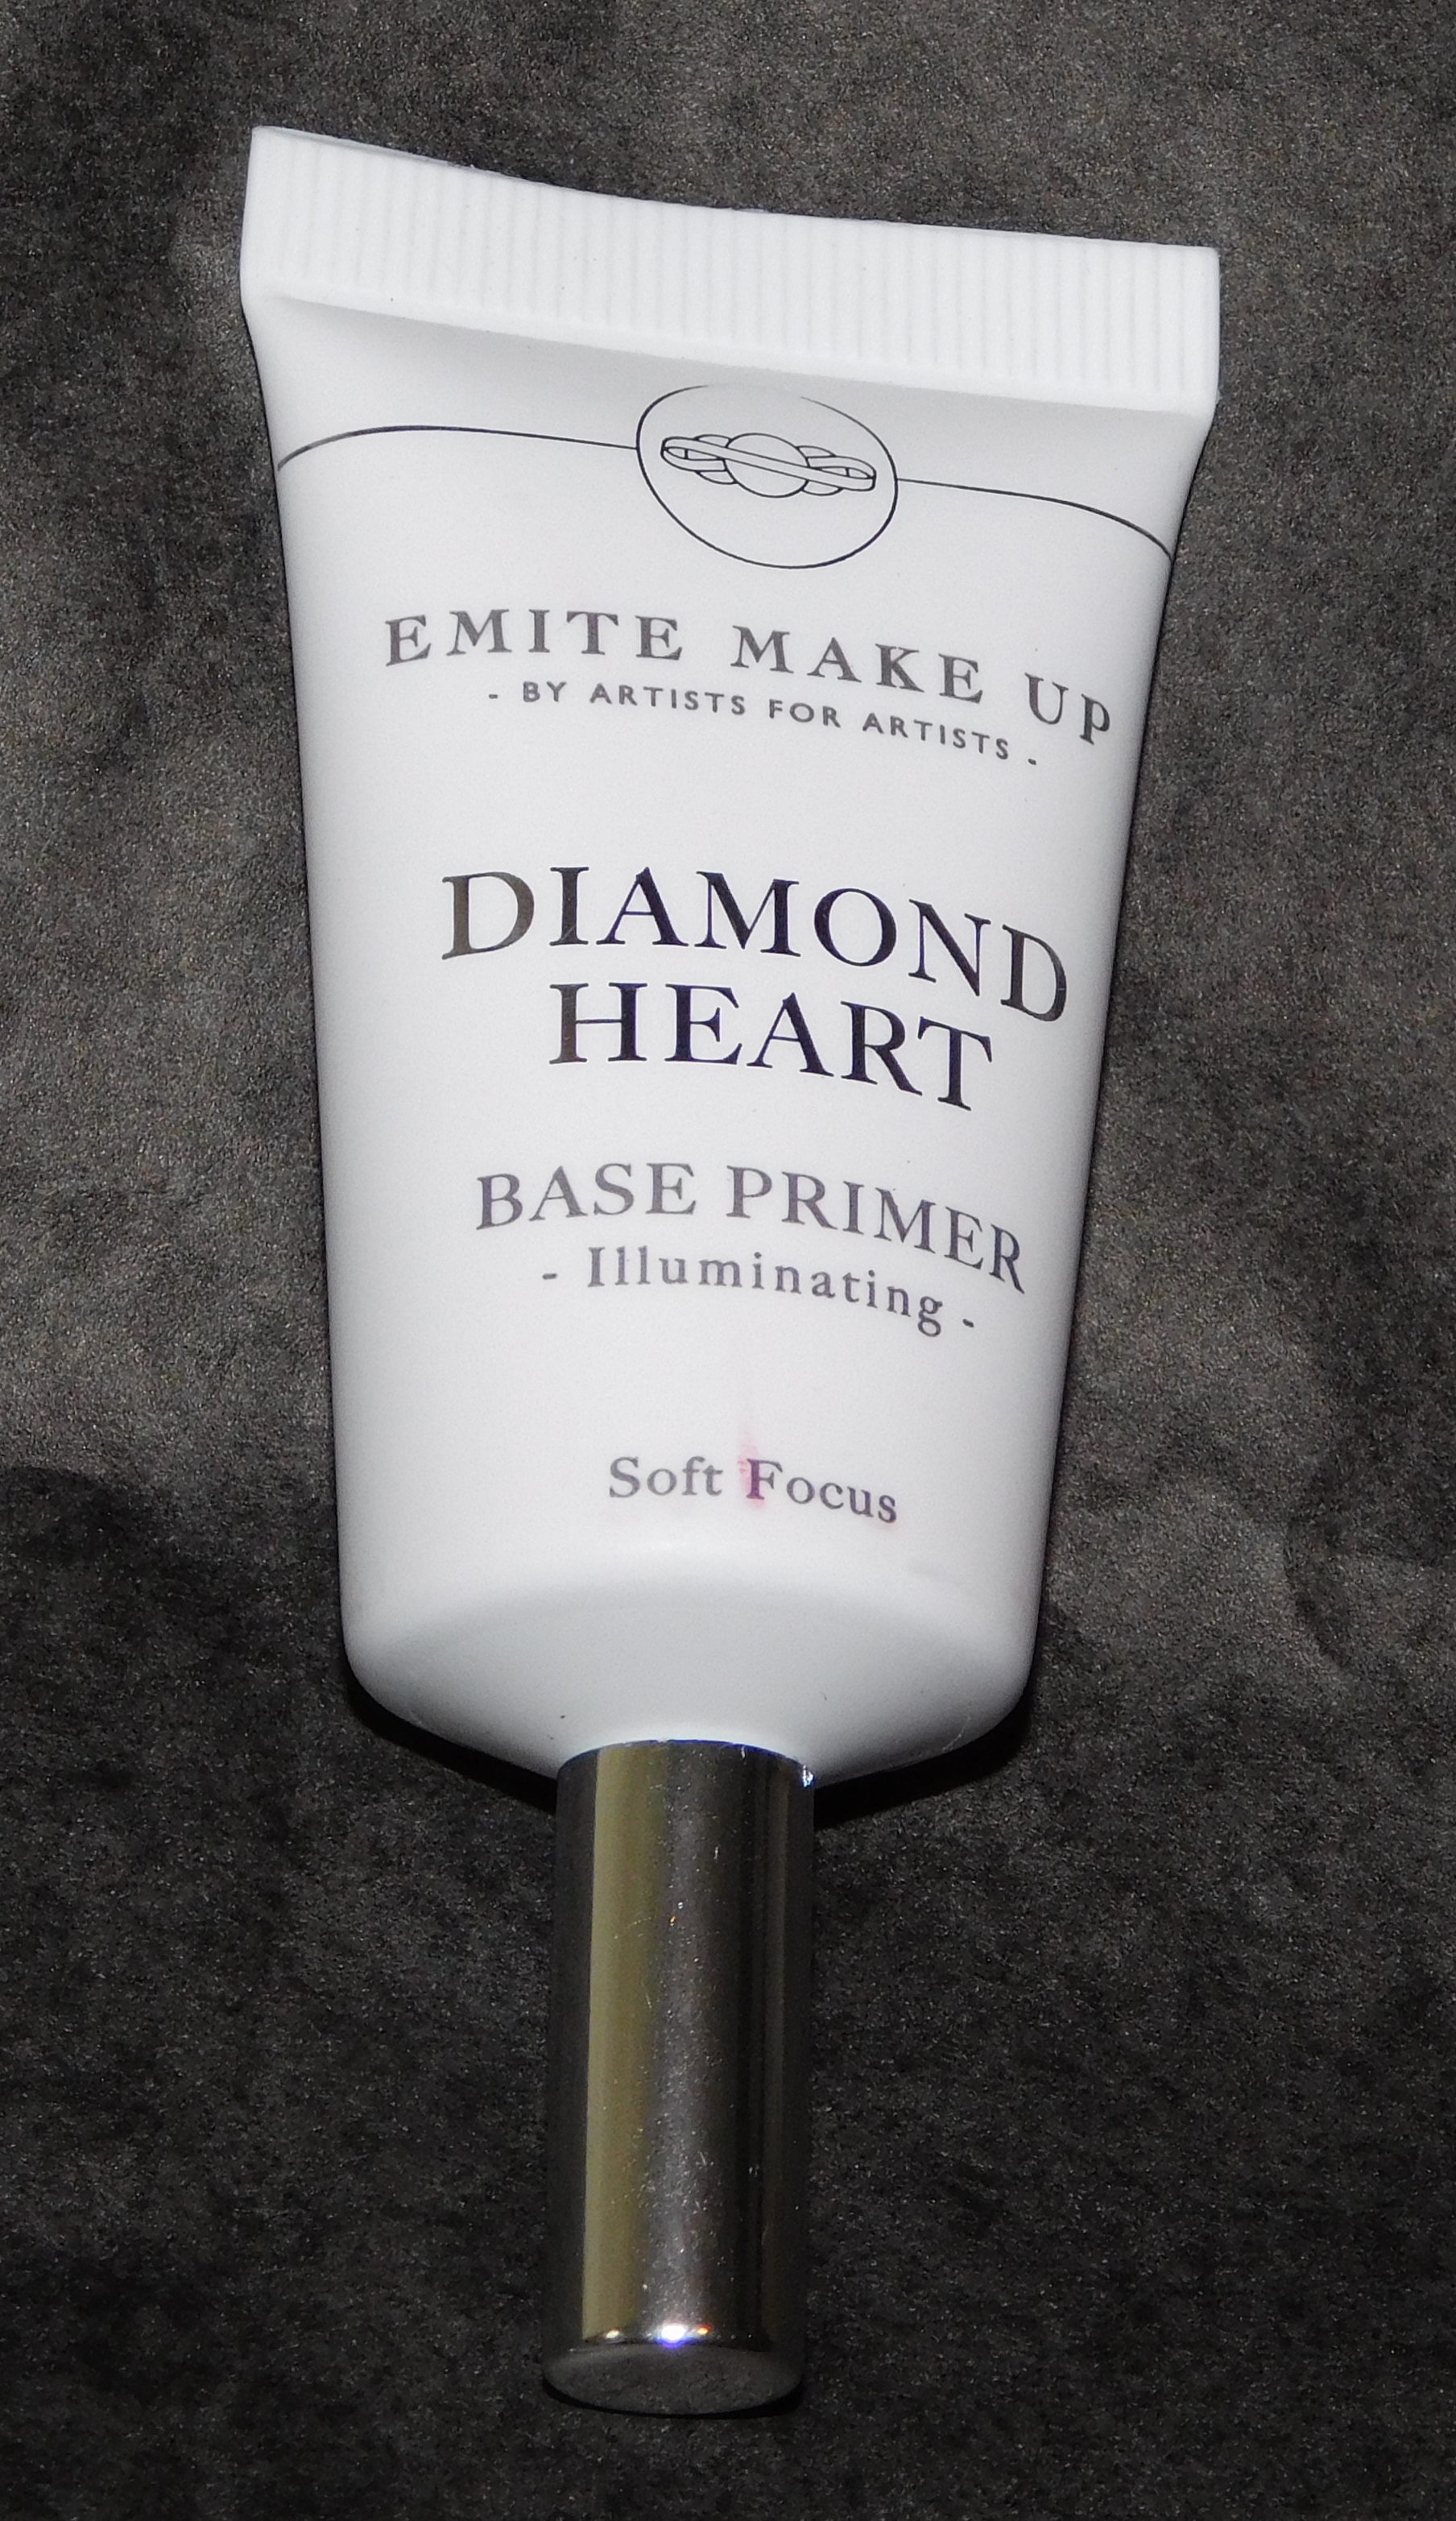 EMITE MAKE UP
- BY ARTISTS FOR ARTISTS -
DIAMOND
HEART
BASE PRIMER
- Illuminating -
Soft Focus